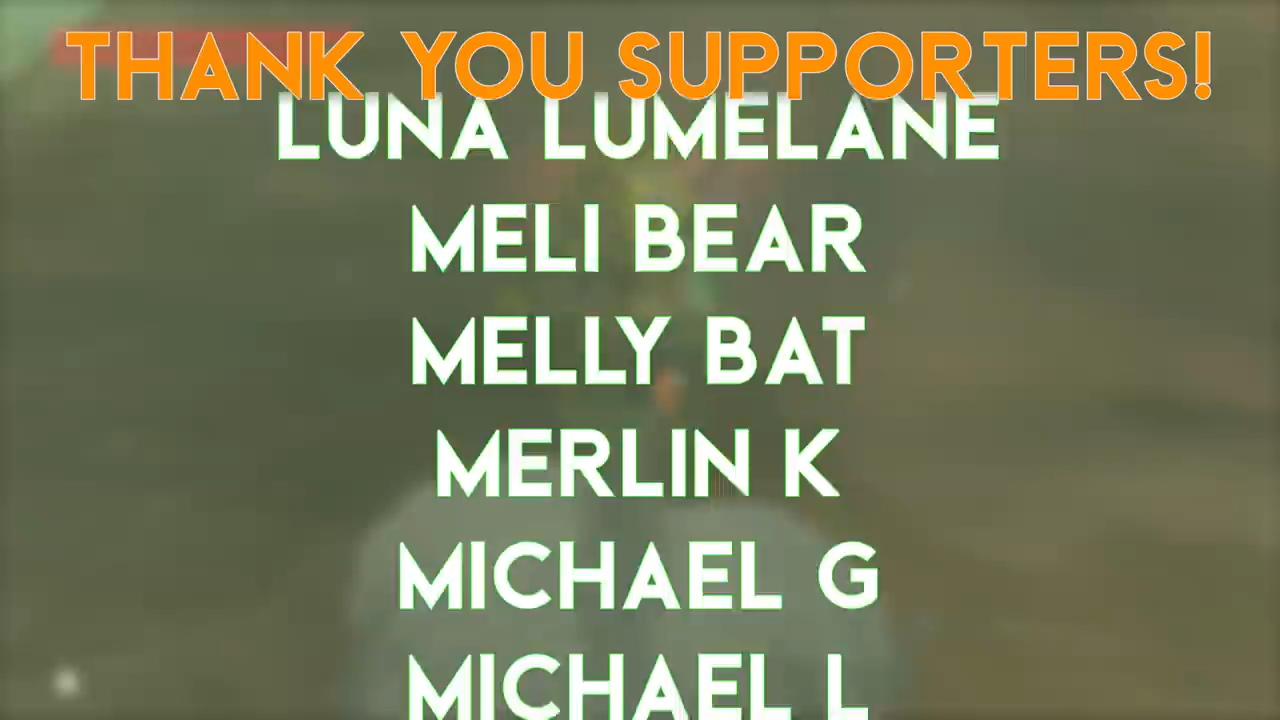 THANK YOU SUPPORTERS!
LUNA LUMELANE
MELI BEAR
MELLY BAT
MERLIN K
MICHAEL G
MICHAEL L